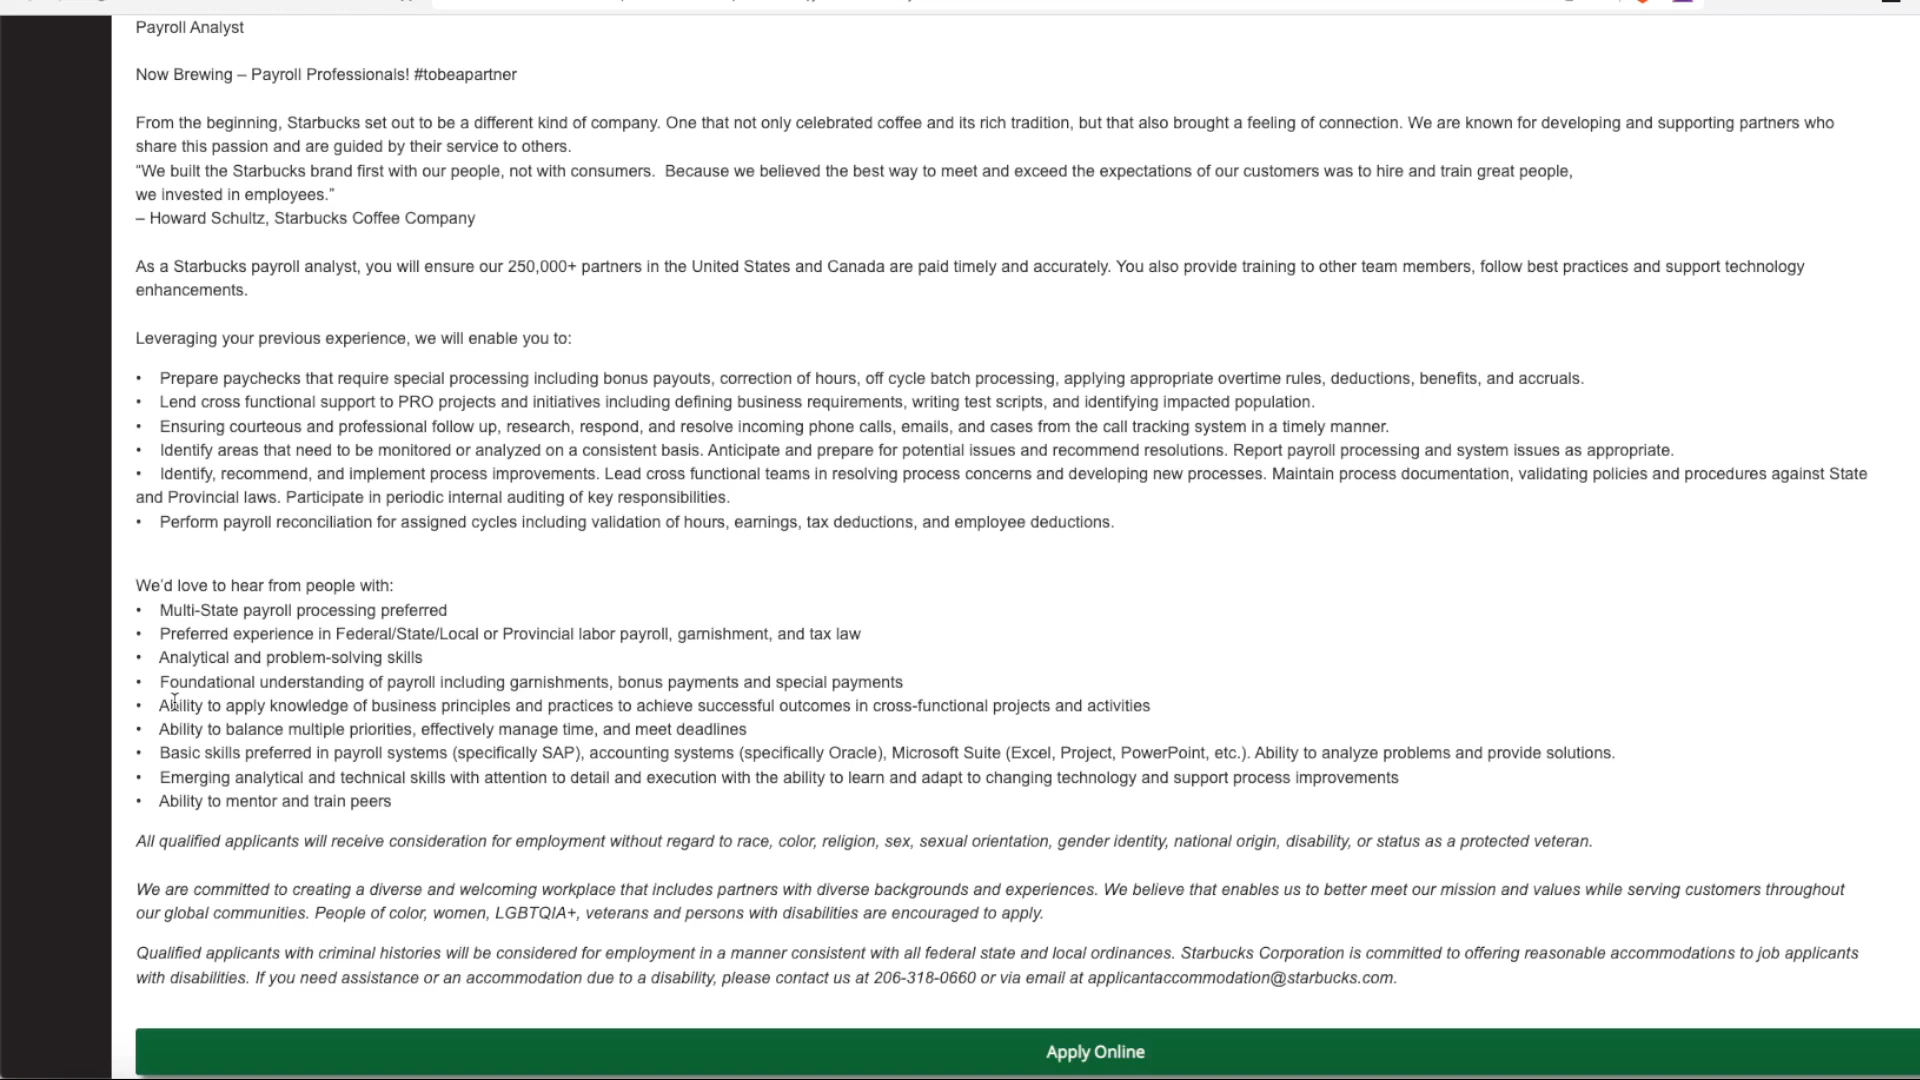 Payroll Analyst
Now Brewing – Payroll Professionals! #tobeapartner
From the beginning, Starbucks set out to be a different kind of company. One that not only celebrated coffee and its rich tradition, but that also brought a feeling of connection. We are known for developing and supporting partners who
share this passion and are guided by their service to others.
“We built the Starbucks brand first with our people, not with consumers.  Because we believed the best way to meet and exceed the expectations of our customers was to hire and train great people,
we invested in employees.”
– Howard Schultz, Starbucks Coffee Company
As a Starbucks payroll analyst, you will ensure our 250,000+ partners in the United States and Canada are paid timely and accurately. You also provide training to other team members, follow best practices and support technology
enhancements.
Leveraging your previous experience, we will enable you to:
• Prepare paychecks that require special processing including bonus payouts, correction of hours, off cycle batch processing, applying appropriate overtime rules, deductions, benefits, and accruals.
• Lend cross functional support to PRO projects and initiatives including defining business requirements, writing test scripts, and identifying impacted population.
• Ensuring courteous and professional follow up, research, respond, and resolve incoming phone calls, emails, and cases from the call tracking system in a timely manner.
• Identify areas that need to be monitored or analyzed on a consistent basis. Anticipate and prepare for potential issues and recommend resolutions. Report payroll processing and system issues as appropriate.
• Identify, recommend, and implement process improvements. Lead cross functional teams in resolving process concerns and developing new processes. Maintain process documentation, validating policies and procedures against State
and Provincial laws. Participate in periodic internal auditing of key responsibilities.
• Perform payroll reconciliation for assigned cycles including validation of hours, earnings, tax deductions, and employee deductions.
We’d love to hear from people with:
• Multi-State payroll processing preferred
• Preferred experience in Federal/State/Local or Provincial labor payroll, garnishment, and tax law
• Analytical and problem-solving skills
• Foundational understanding of payroll including garnishments, bonus payments and special payments
• Ability to apply knowledge of business principles and practices to achieve successful outcomes in cross-functional projects and activities
• Ability to balance multiple priorities, effectively manage time, and meet deadlines
• Basic skills preferred in payroll systems (specifically SAP), accounting systems (specifically Oracle), Microsoft Suite (Excel, Project, PowerPoint, etc.). Ability to analyze problems and provide solutions.
• Emerging analytical and technical skills with attention to detail and execution with the ability to learn and adapt to changing technology and support process improvements
• Ability to mentor and train peers
All qualified applicants will receive consideration for employment without regard to race, color, religion, sex, sexual orientation, gender identity, national origin, disability, or status as a protected veteran.
We are committed to creating a diverse and welcoming workplace that includes partners with diverse backgrounds and experiences. We believe that enables us to better meet our mission and values while serving customers throughout
our global communities. People of color, women, LGBTQIA+, veterans and persons with disabilities are encouraged to apply.
Qualified applicants with criminal histories will be considered for employment in a manner consistent with all federal state and local ordinances. Starbucks Corporation is committed to offering reasonable accommodations to job applicants
with disabilities. If you need assistance or an accommodation due to a disability, please contact us at 206-318-0660 or via email at applicantaccommodation@starbucks.com.
Apply Online